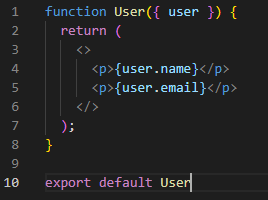 1 function User({ user }) {
2   return (
3     <>
4       <p>{user.name}</p>
5       <p>{user.email}</p>
6     </>
7   );
8 }
9
10 export default User